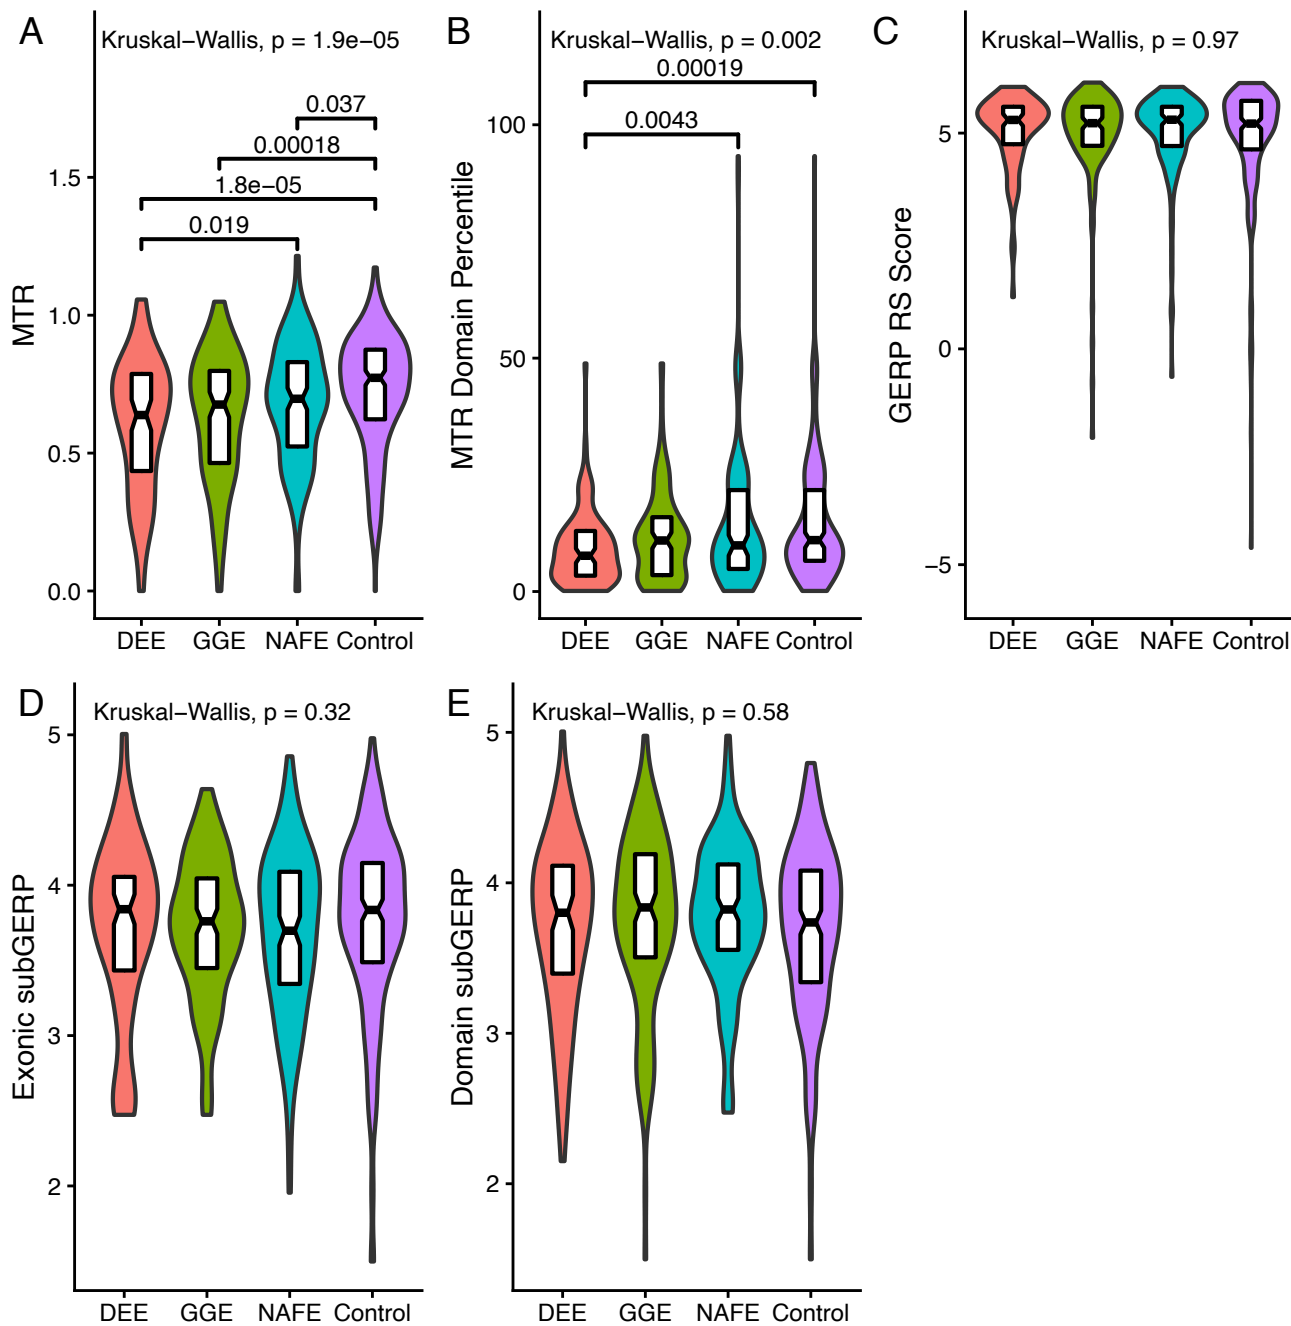 A
Kruskal−Wallis, p = 1.9e−05
0.037
0.00018
1.8e−05
0.019
MTR
1.5
1.0
0.5
0.0
DEE GGE NAFE Control
B
Kruskal−Wallis, p = 0.002
0.00019
0.0043
MTR Domain Percentile
100
50
0
DEE GGE NAFE Control
C
Kruskal−Wallis, p = 0.97
GERP RS Score
5
0
−5
DEE GGE NAFE Control
D
Kruskal−Wallis, p = 0.32
Exonic subGERP
5
4
3
2
DEE GGE NAFE Control
E
Kruskal−Wallis, p = 0.58
Domain subGERP
5
4
3
2
DEE GGE NAFE Control